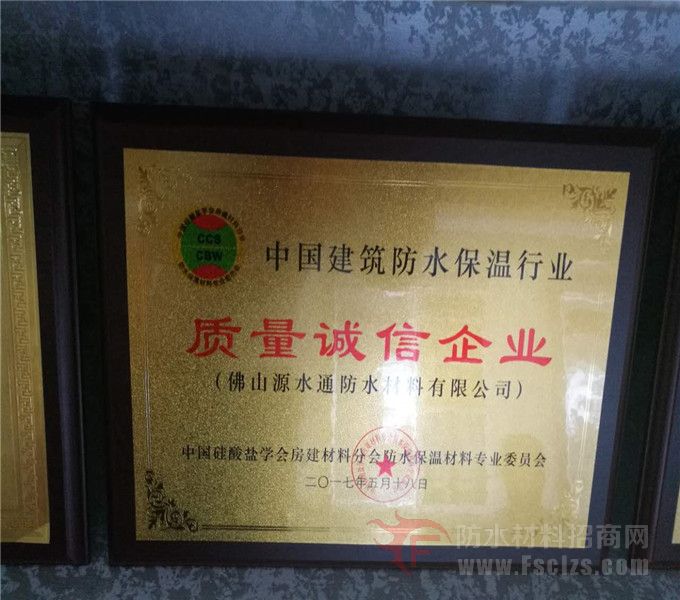 CCS
CBW
中国建筑防水保温行业
质量诚信企业
(佛山源水通防水材料有限公司)
中国硅酸盐学会房建材料分会防水保温材料专业委员会
二〇一七年五月十八日
防水材料招商网
www.Fsclzs.com